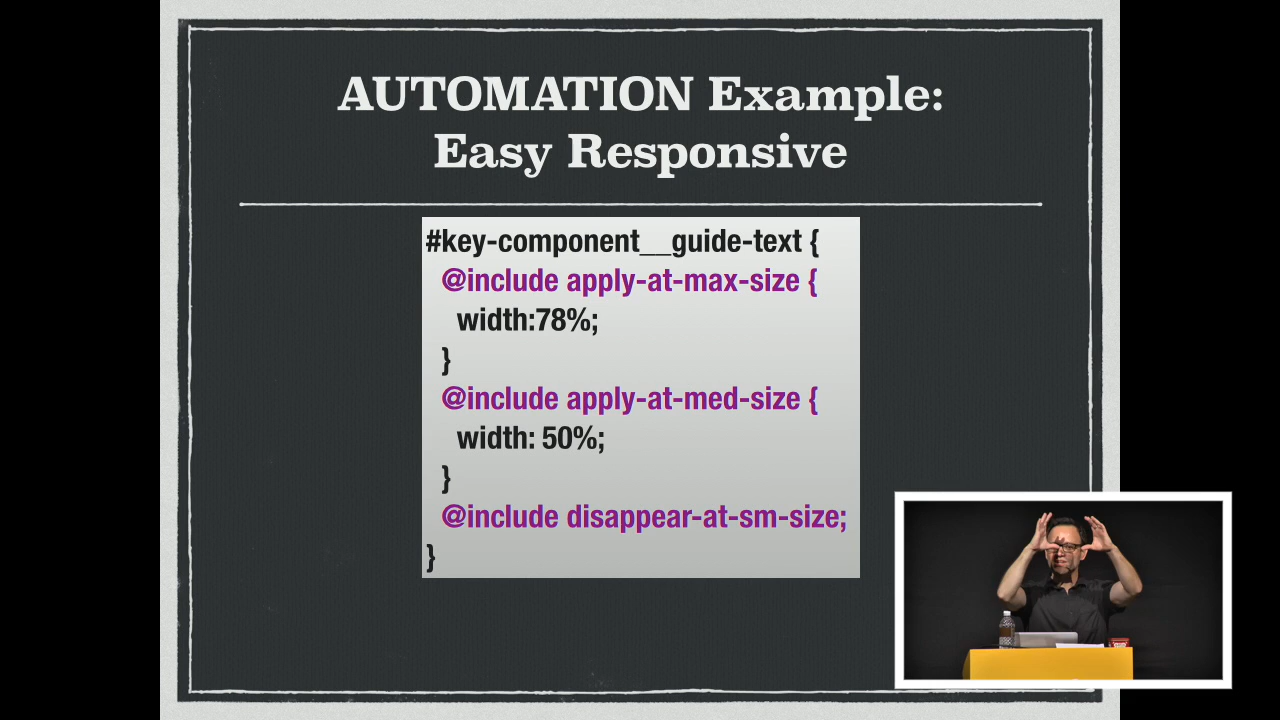 AUTOMATION Example:
Easy Responsive
#key-component__guide-text {
@include apply-at-max-size {
width:78%;
}
@include apply-at-med-size {
width: 50%;
}
@include disappear-at-sm-size;
}